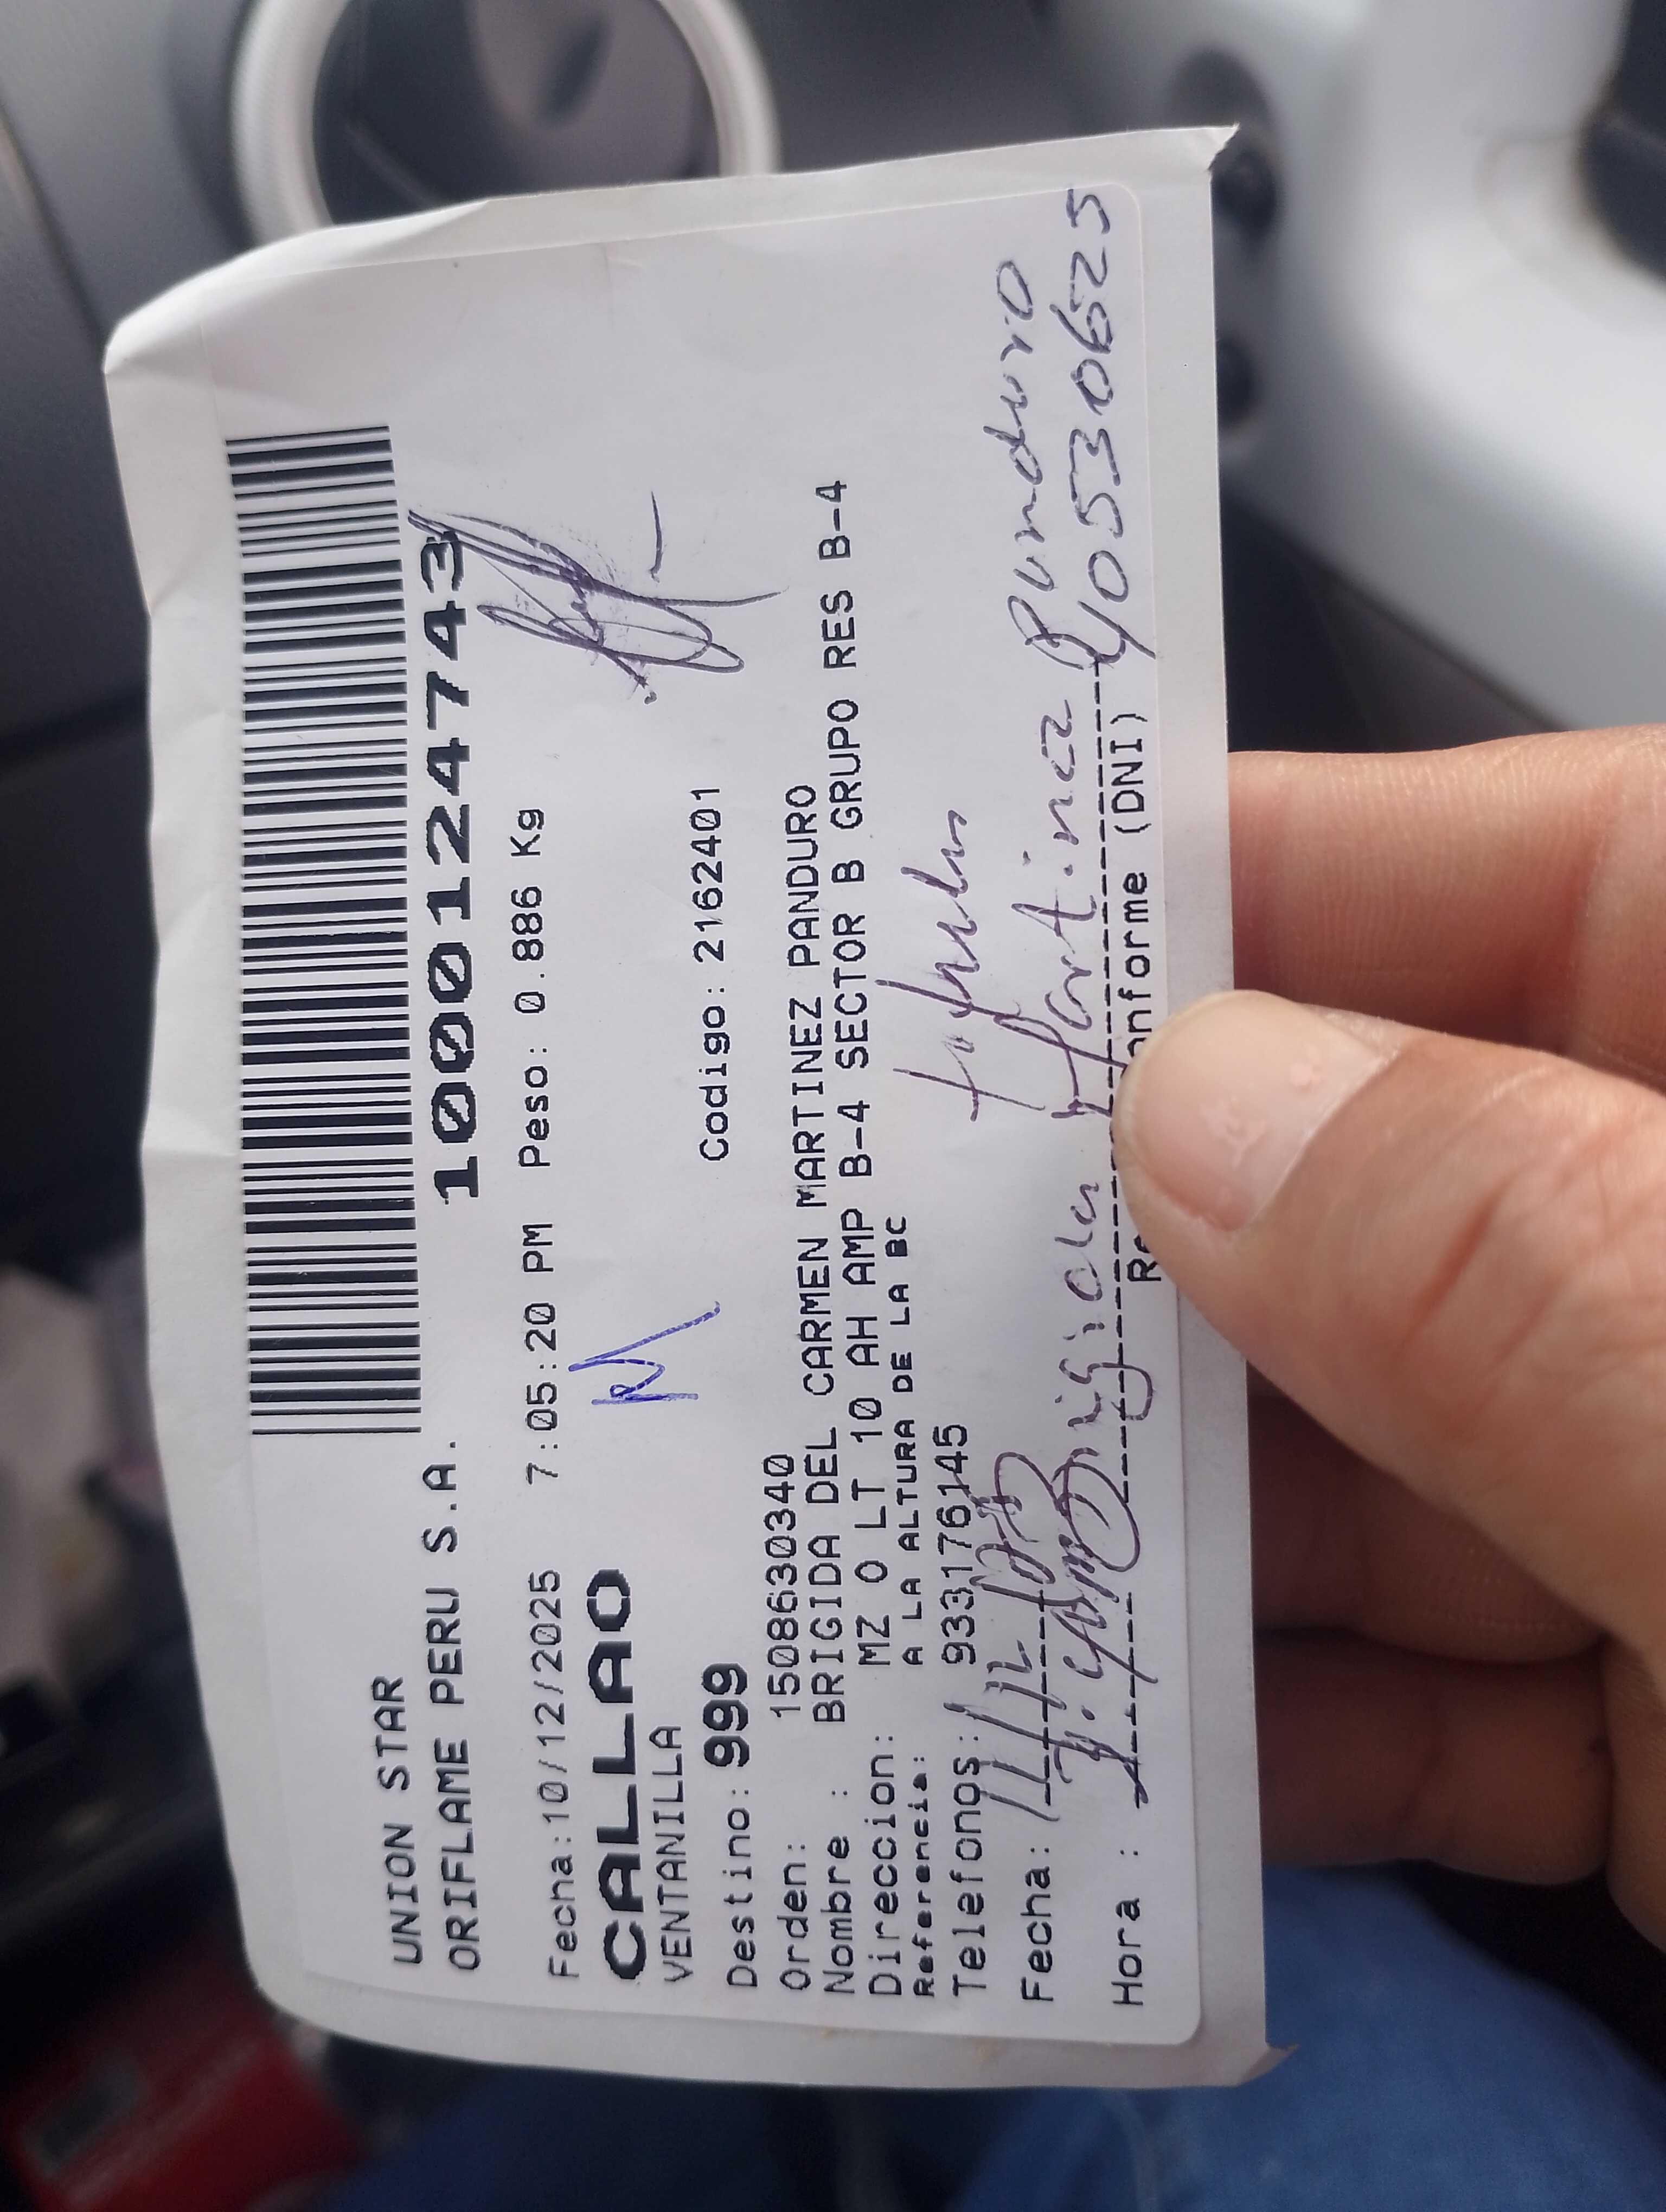 UNION STAR
ORIFLAME PERU S.A.
1000124743
Fecha:10/12/2025 7:05:20 PM Peso: 0.886 Kg
CALLAO
VENTANILLA
Destino: 999 Codigo: 2162401
Orden: 1508630340
Nombre : BRIGIDA DEL CARMEN MARTINEZ PANDURO
Direccion: MZ O LT 10 AH AMP B-4 SECTOR B GRUPO RES B-4
Referencia: A LA ALTURA DE LA BC
Telefonos: 933176145
Fecha:
Brigida Martinez Panduro
Hora : 40530625
onforme (DNI)